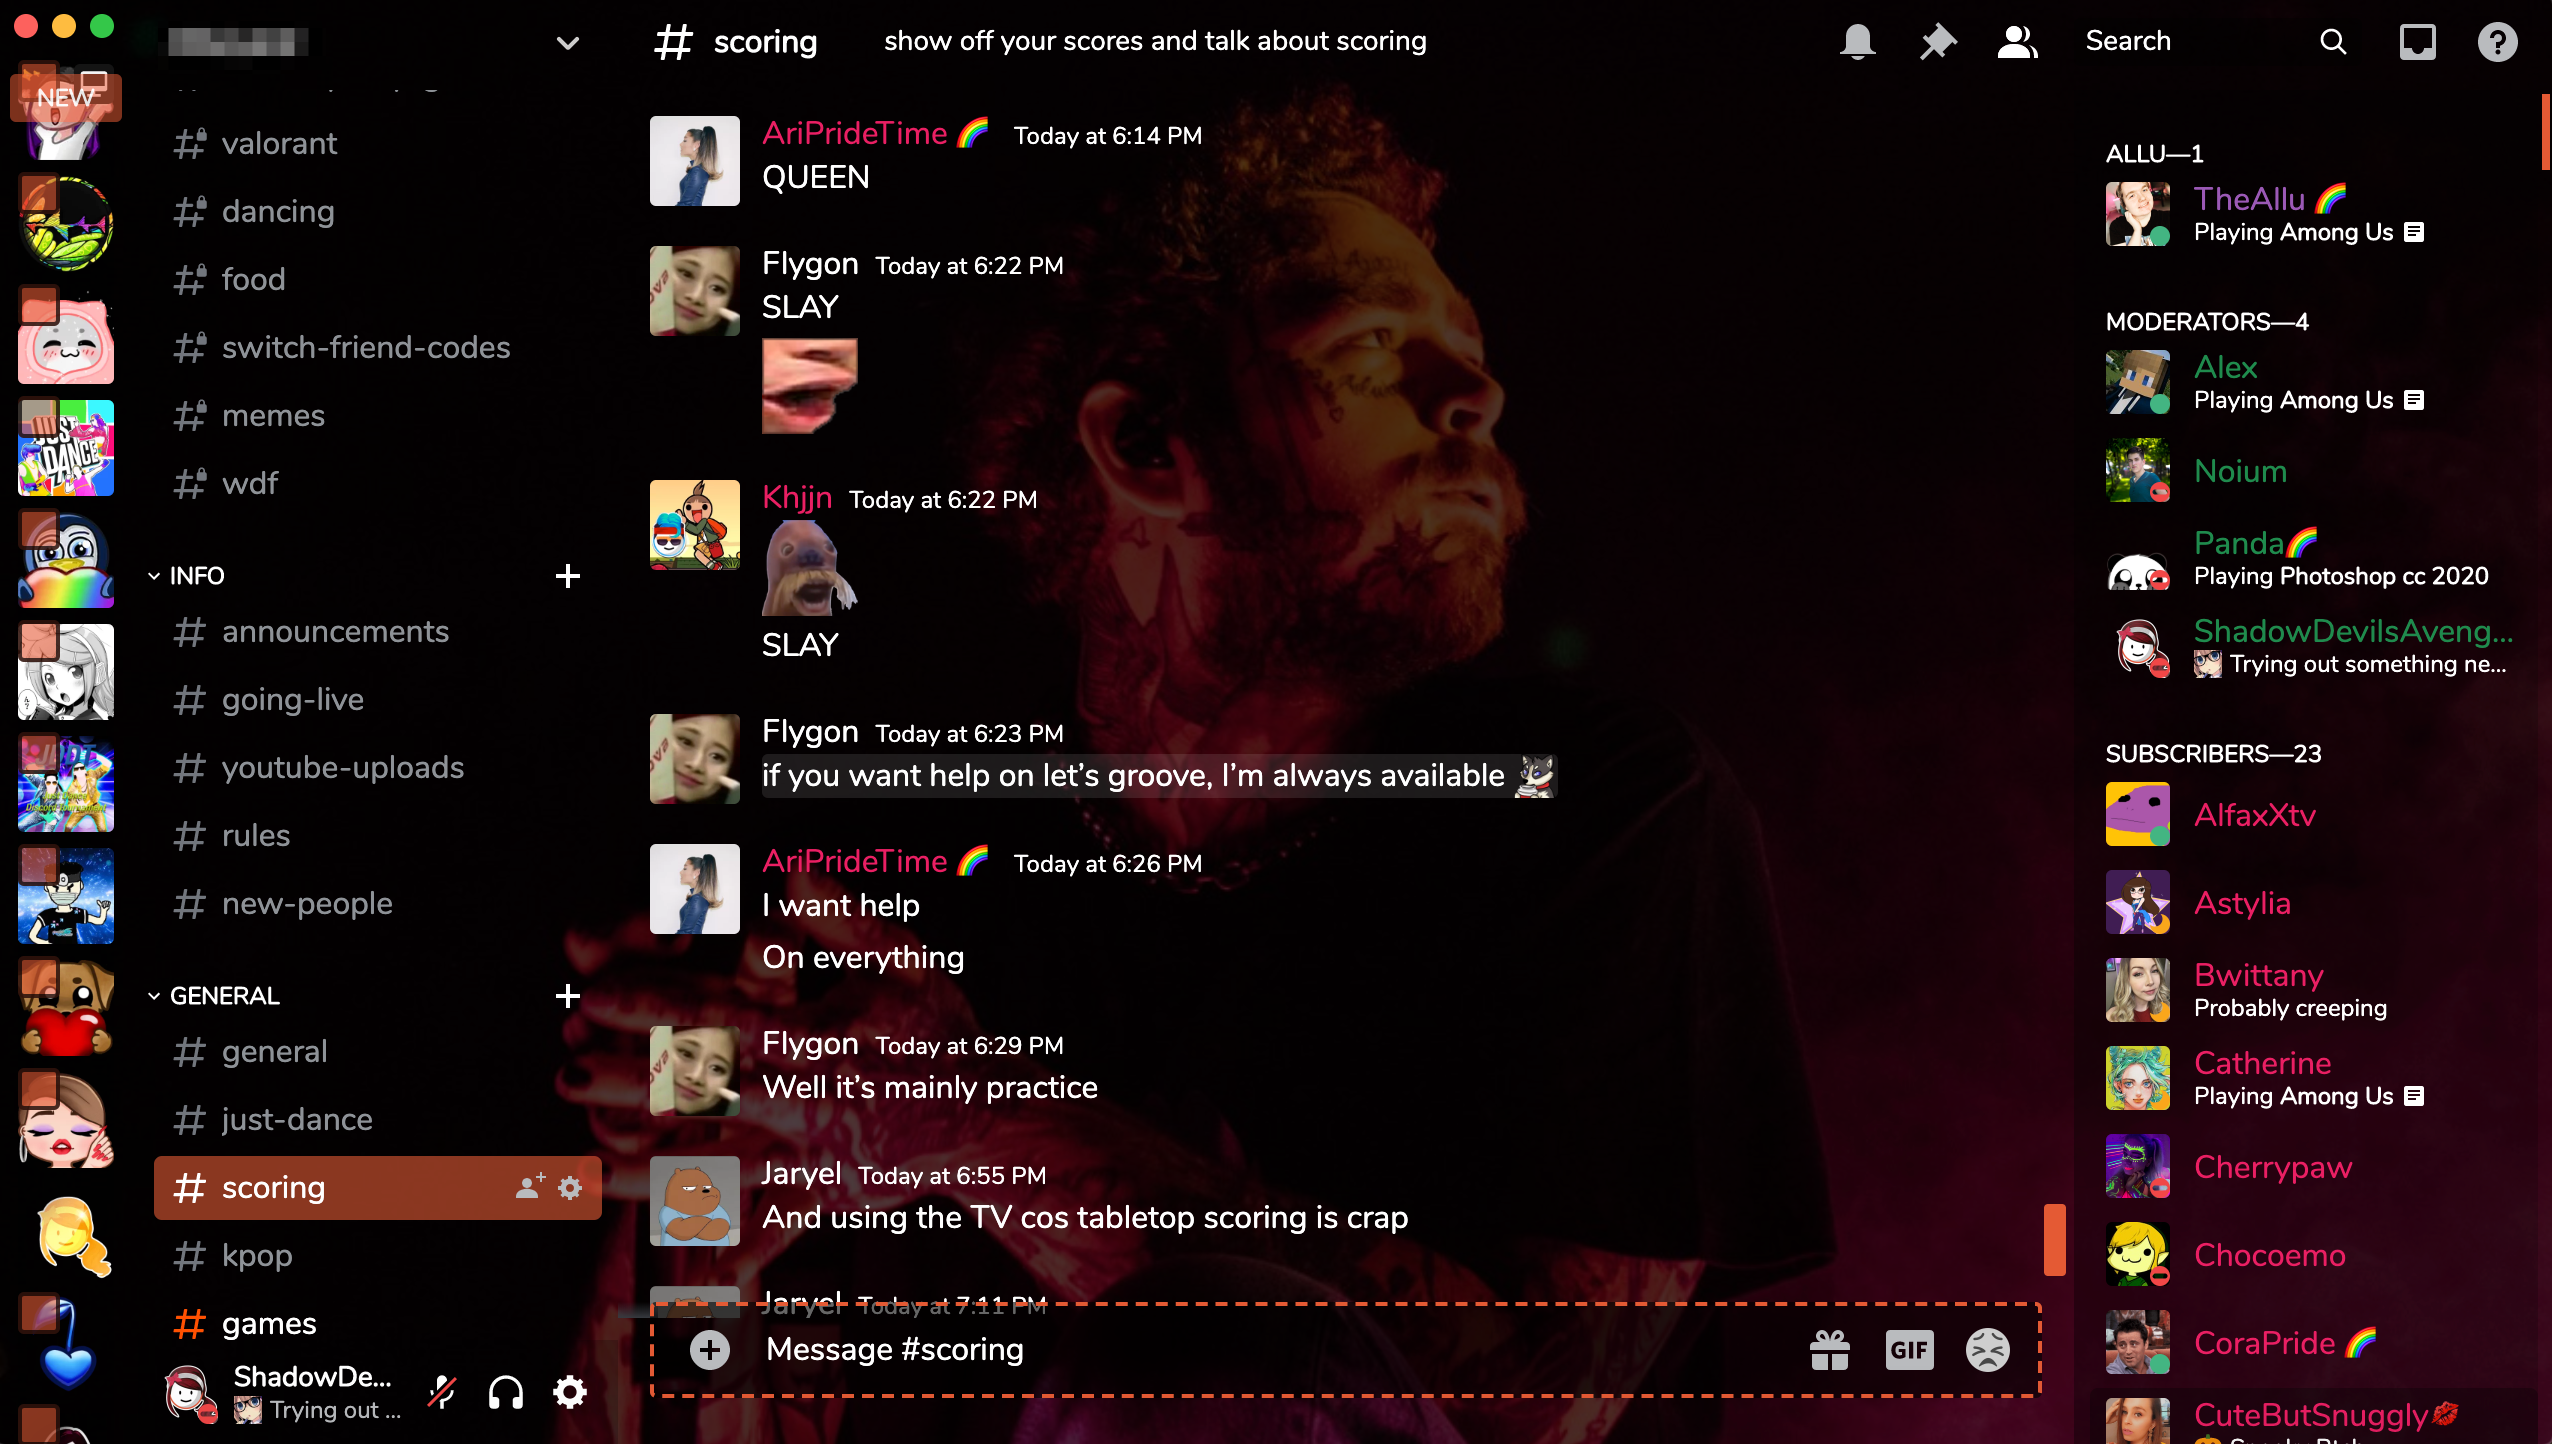 NEW
valorant
dancing
food
switch-friend-codes
memes
wdf
INFO
announcements
going-live
youtube-uploads
rules
new-people
GENERAL
general
just-dance
scoring
kpop
games
ShadowDe...
Trying out ...
scoring
show off your scores and talk about scoring
Search
AriPrideTime Today at 6:14 PM
QUEEN
Flygon Today at 6:22 PM
SLAY
Khjjn Today at 6:22 PM
SLAY
Flygon Today at 6:23 PM
if you want help on let's groove, I'm always available
AriPrideTime Today at 6:26 PM
I want help
On everything
Flygon Today at 6:29 PM
Well it's mainly practice
Jaryel Today at 6:55 PM
And using the TV cos tabletop scoring is crap
Jaryel Today at 7:11 PM
Message #scoring
GIF
ALLU—1
TheAllu
Playing Among Us
MODERATORS—4
Alex
Playing Among Us
Noium
Panda
Playing Photoshop cc 2020
ShadowDevilsAveng...
Trying out something ne...
SUBSCRIBERS—23
AlfaxXtv
Astylia
Bwittany
Probably creeping
Catherine
Playing Among Us
Cherrypaw
Chocoemo
CoraPride
CuteButSnuggly
JUST
DANCE